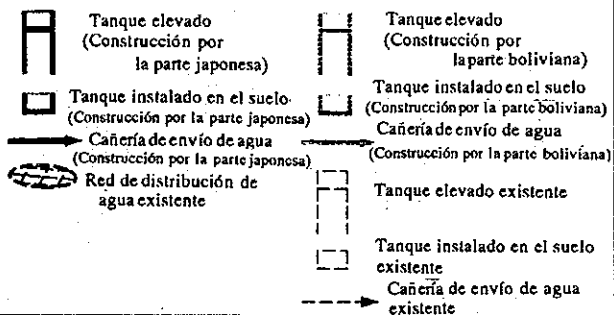 Tanque elevado
(Construcción por
la parte japonesa)
Tanque instalado en el suelo
(Construcción por la parte japonesa)
Cañería de envío de agua
(Construcción por la parte japonesa)
Red de distribución de
agua existente
Tanque elevado
(Construcción por
la parte boliviana)
Tanque instalado en el suelo
(Construcción por la parte boliviana)
Cañería de envío de agua
(Construcción por la parte boliviana)
Tanque elevado existente
Tanque instalado en el suelo
existente
Cañería de envío de agua
existente